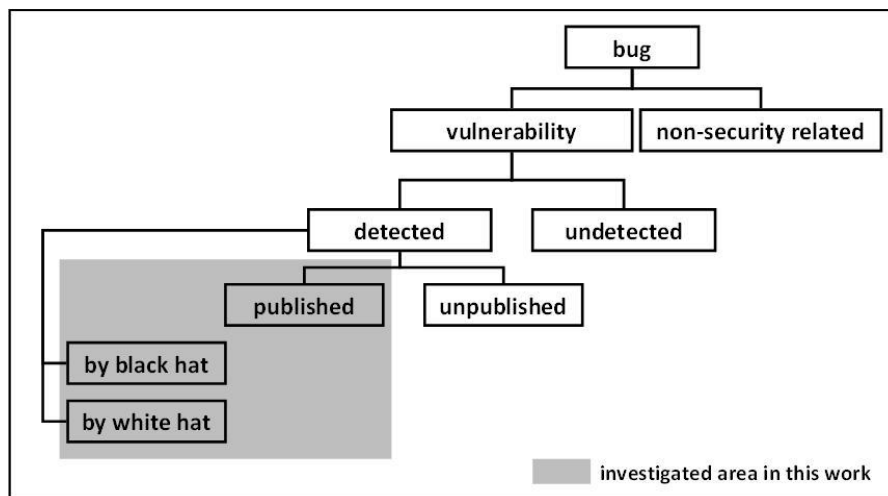 bug
vulnerability
non-security related
detected
undetected
published
unpublished
by black hat
by white hat
investigated area in this work